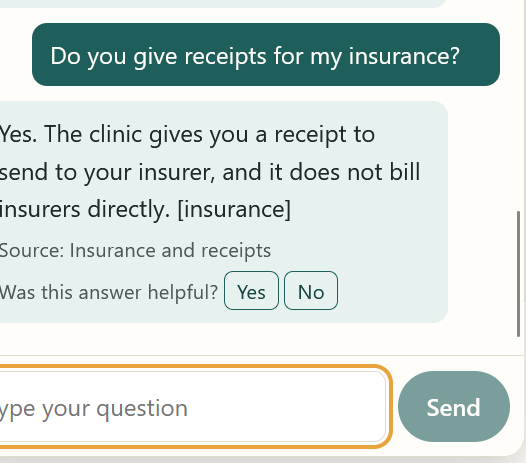 Do you give receipts for my insurance?
Yes. The clinic gives you a receipt to
send to your insurer, and it does not bill
insurers directly. [insurance]
Source: Insurance and receipts
Was this answer helpful? Yes No
ype your question
Send